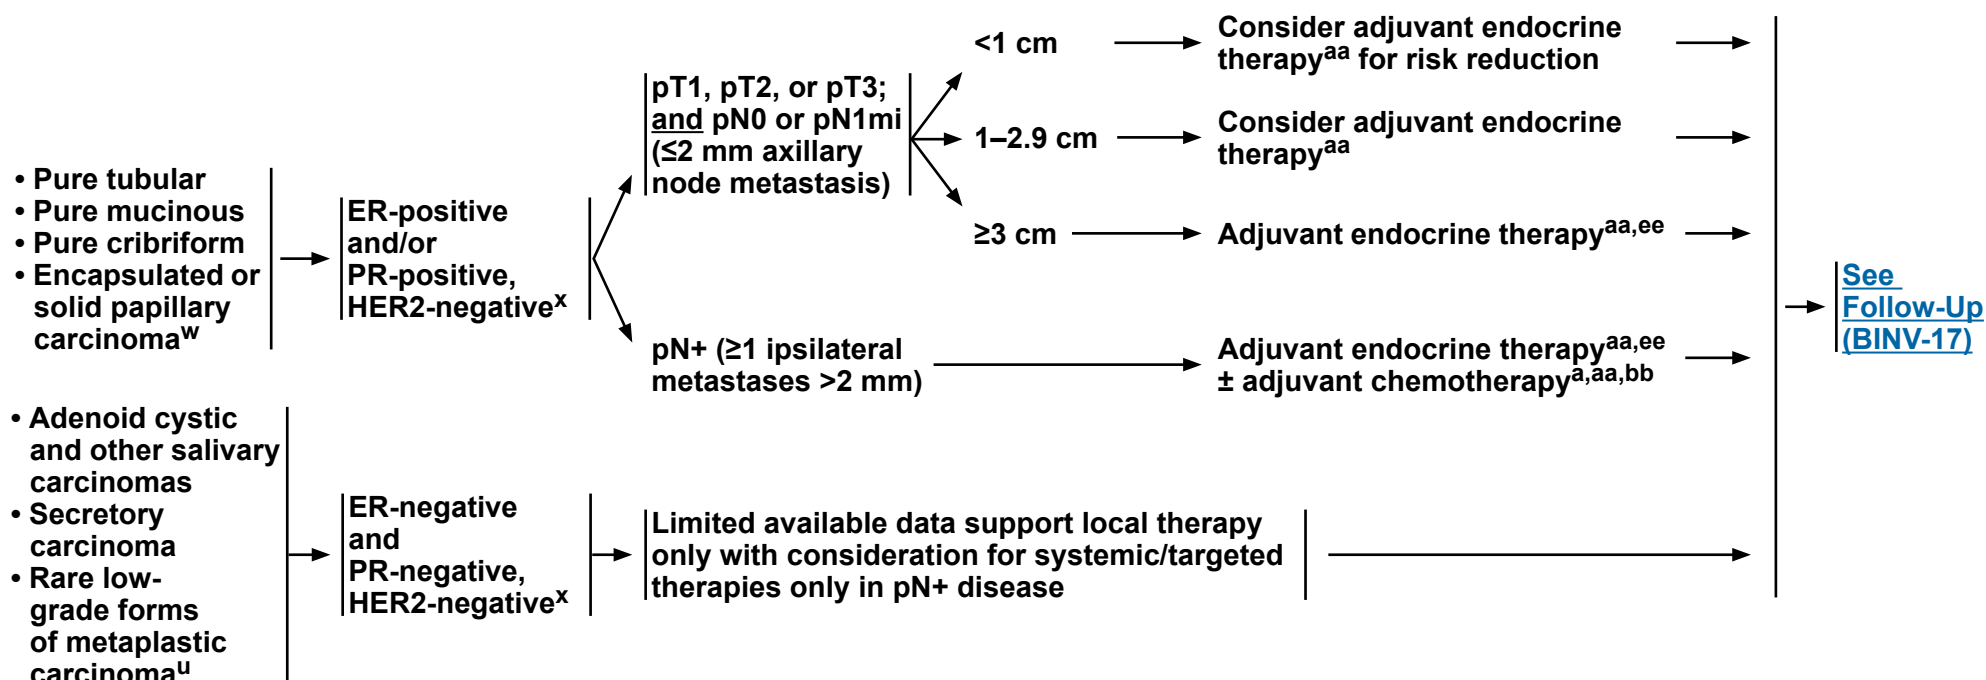 • Pure tubular
• Pure mucinous
• Pure cribriform
• Encapsulated or
solid papillary
carcinomaw
ER-positive
and/or
PR-positive,
HER2-negativex
pT1, pT2, or pT3;
and pN0 or pN1mi
(≤2 mm axillary
node metastasis)
<1 cm
Consider adjuvant endocrine
therapyaa for risk reduction
1–2.9 cm
Consider adjuvant endocrine
therapyaa
≥3 cm
Adjuvant endocrine therapyaa,ee
pN+ (≥1 ipsilateral
metastases >2 mm)
Adjuvant endocrine therapyaa,ee
± adjuvant chemotherapya,aa,bb
See
Follow-Up
(BINV-17)
• Adenoid cystic
and other salivary
carcinomas
• Secretory
carcinoma
• Rare low-
grade forms
of metaplastic
carcinomau
ER-negative
and
PR-negative,
HER2-negativex
Limited available data support local therapy
only with consideration for systemic/targeted
therapies only in pN+ disease